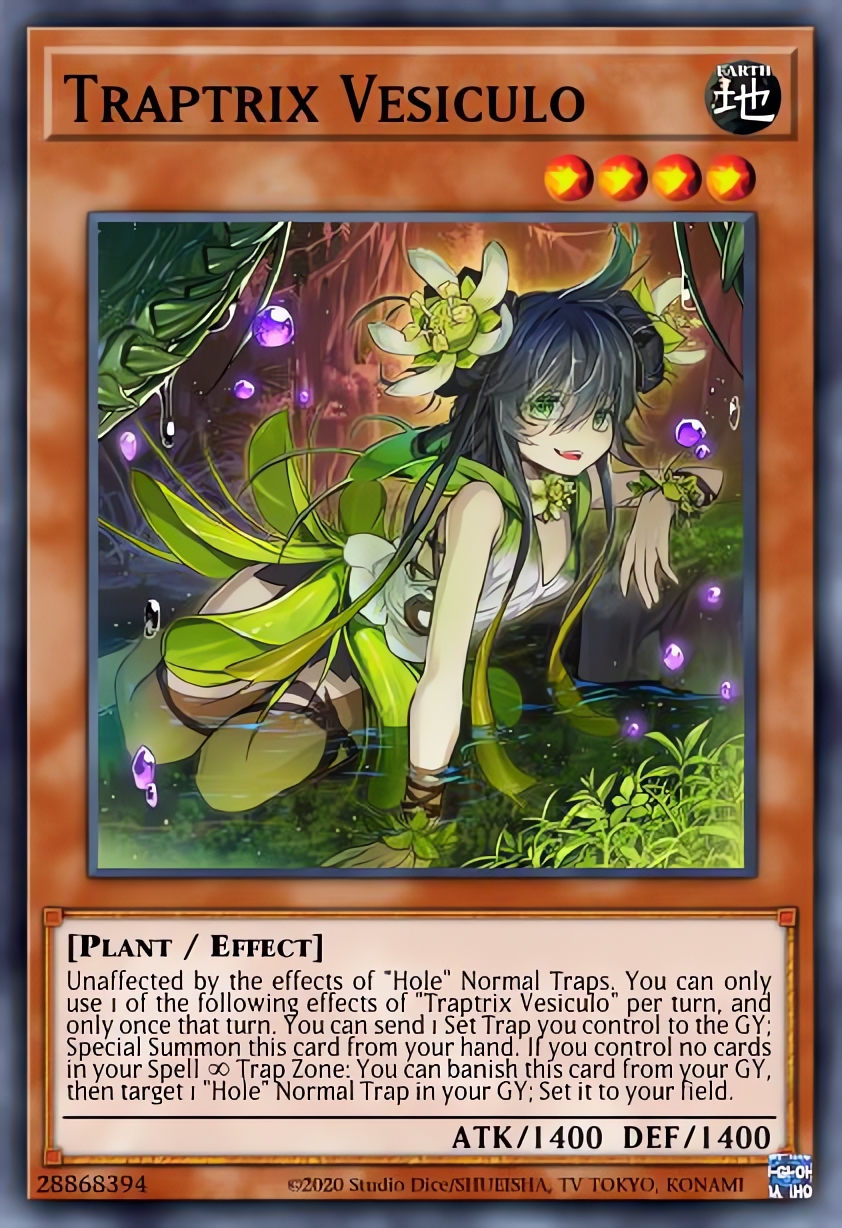 TRAPTRIX VESICULO
EARTH
地
[PLANT / EFFECT]
Unaffected by the effects of "Hole" Normal Traps. You can only
use 1 of the following effects of "Traptrix Vesiculo" per turn, and
only once that turn. You can send 1 Set Trap you control to the GY;
Special Summon this card from your hand. If you control no cards
in your Spell ∞ Trap Zone: You can banish this card from your GY,
then target 1 "Hole" Normal Trap in your GY; Set it to your field.
ATK/1400 DEF/1400
28868394
©2020 Studio Dice/SHUEISHA, TV TOKYO, KONAMI